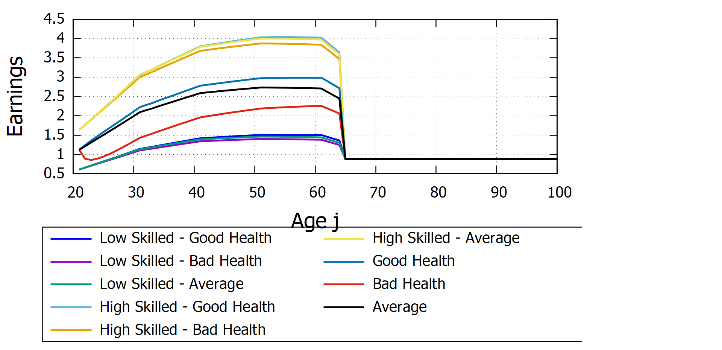 4.5
4
3.5
3
2.5
2
1.5
1
0.5
Earnings
20 30 40 50 60 70 80 90 100
Age j
Low Skilled - Good Health
Low Skilled - Bad Health
Low Skilled - Average
High Skilled - Good Health
High Skilled - Bad Health
High Skilled - Average
Good Health
Bad Health
Average